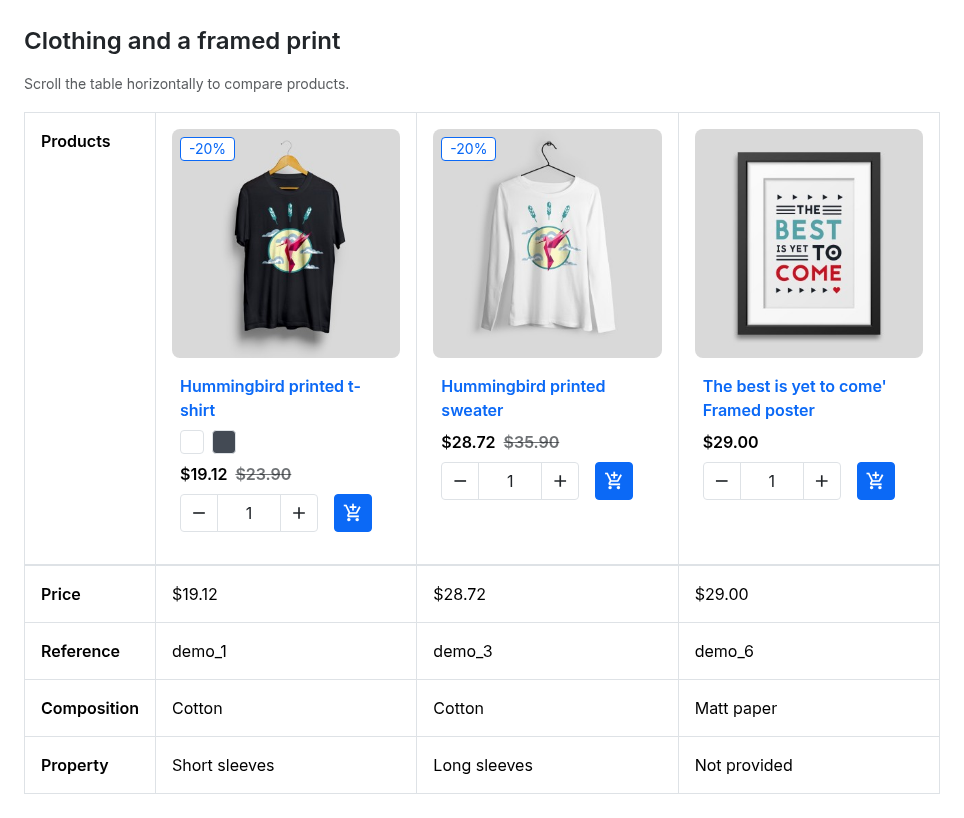 Clothing and a framed print
Scroll the table horizontally to compare products.
Products
-20%
Hummingbird printed t-
shirt
$19.12 $23.90
1
-20%
Hummingbird printed
sweater
$28.72 $35.90
1
THE
BEST
IS YET TO
COME
The best is yet to come'
Framed poster
$29.00
1
Price $19.12 $28.72 $29.00
Reference demo_1 demo_3 demo_6
Composition Cotton Cotton Matt paper
Property Short sleeves Long sleeves Not provided